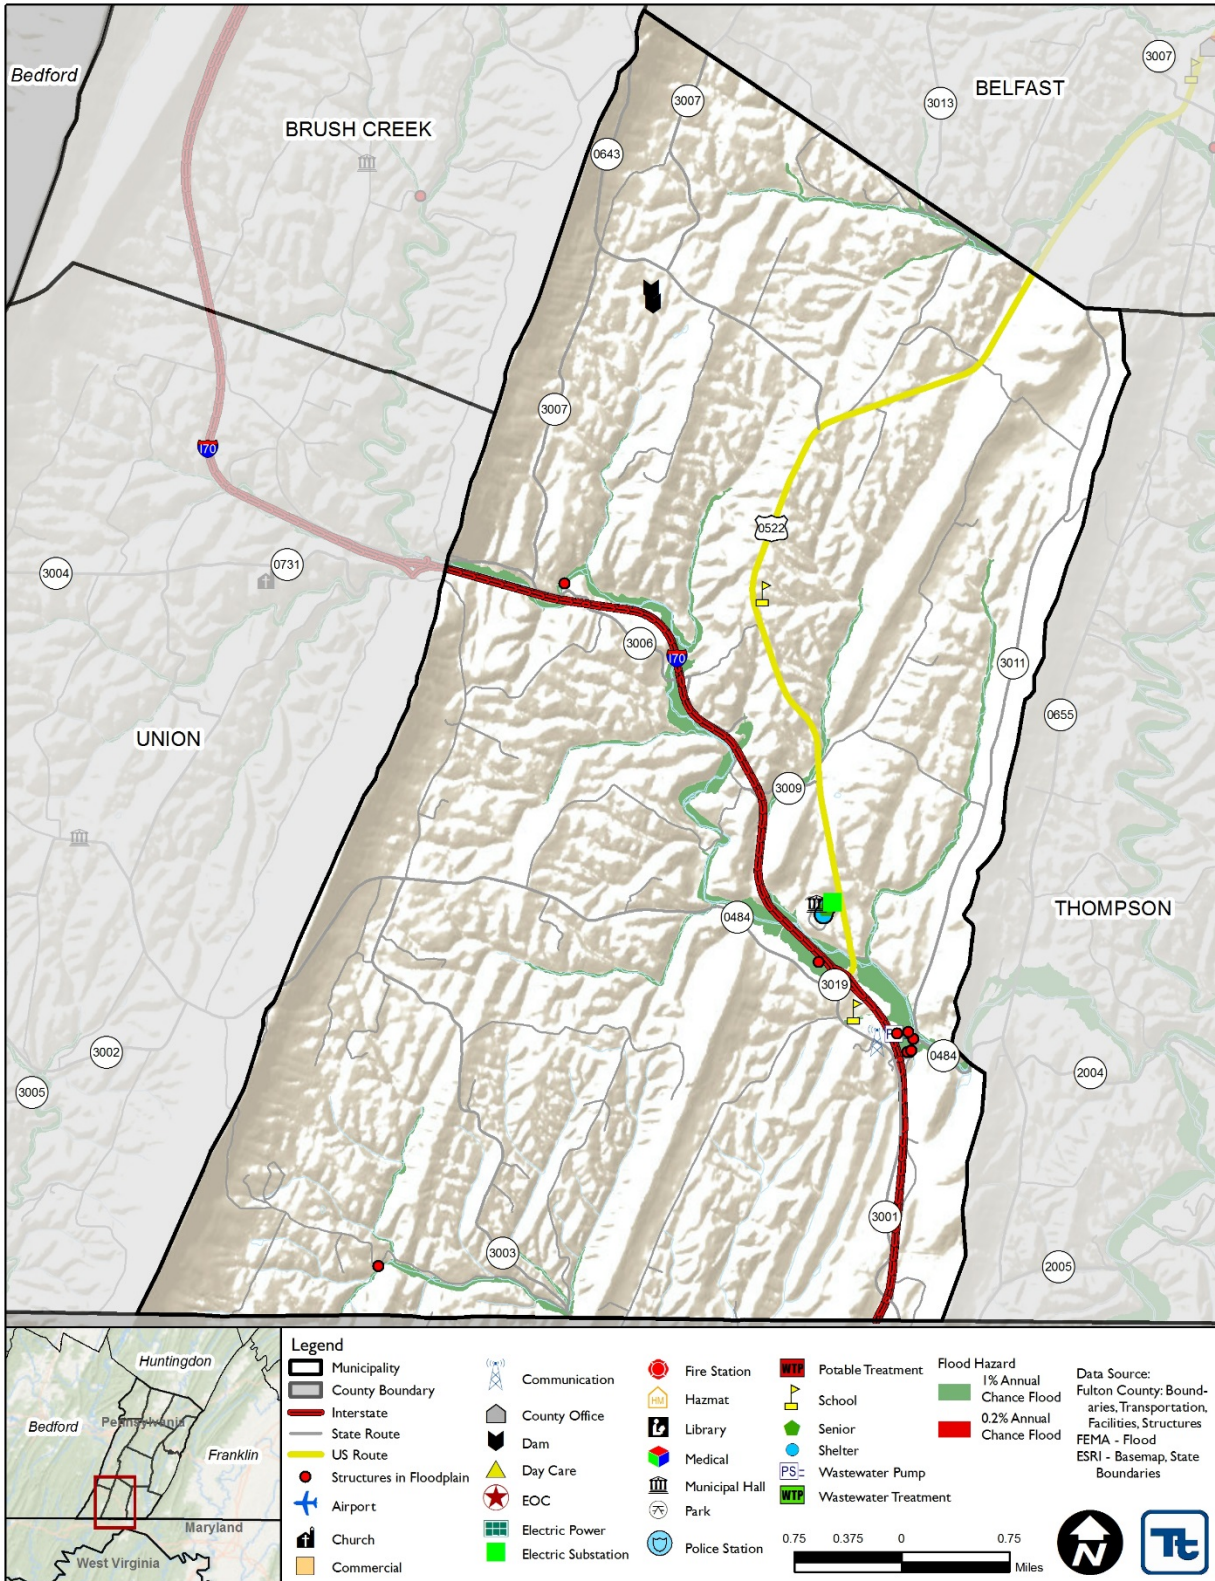 Bedford
BRUSH CREEK
BELFAST
3007
3007
3013
0643
3007
I70
0522
3004
0731
3006
I70
3011
0655
UNION
3009
0484
THOMPSON
3019
3002
3005
0484
2004
3001
3003
2005
Huntingdon
Bedford
Pennsylvania
Franklin
Maryland
West Virginia
Legend
Municipality
County Boundary
Interstate
State Route
US Route
Structures in Floodplain
Airport
Church
Commercial
Communication
County Office
Dam
Day Care
EOC
Electric Power
Electric Substation
Fire Station
HM Hazmat
Library
Medical
Municipal Hall
Park
Police Station
WTP Potable Treatment
School
Senior
Shelter
PS Wastewater Pump
WTP Wastewater Treatment
Flood Hazard
1% Annual
Chance Flood
0.2% Annual
Chance Flood
Data Source:
Fulton County: Bound-
aries, Transportation,
Facilities, Structures
FEMA - Flood
ESRI - Basemap, State
Boundaries
0.75 0.375 0 0.75
Miles
N
Tt